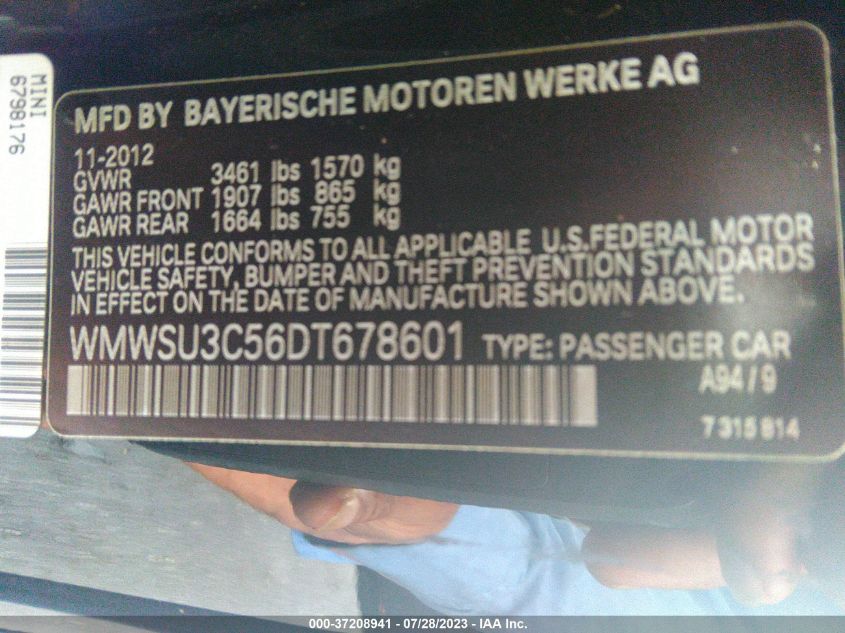 MINI
6798176
MFD BY BAYERISCHE MOTOREN WERKE AG
11-2012
GVWR 3461 lbs 1570 kg
GAWR FRONT 1907 lbs 865 kg
GAWR REAR 1664 lbs 755 kg
THIS VEHICLE CONFORMS TO ALL APPLICABLE U.S.FEDERAL MOTOR
VEHICLE SAFETY, BUMPER AND THEFT PREVENTION STANDARDS
IN EFFECT ON THE DATE OF MANUFACTURE SHOWN ABOVE.
WMWSU3C56DT678601 TYPE: PASSENGER CAR
A94/9
7315814
000-37208941 / 07/28/2023 - IAA Inc.